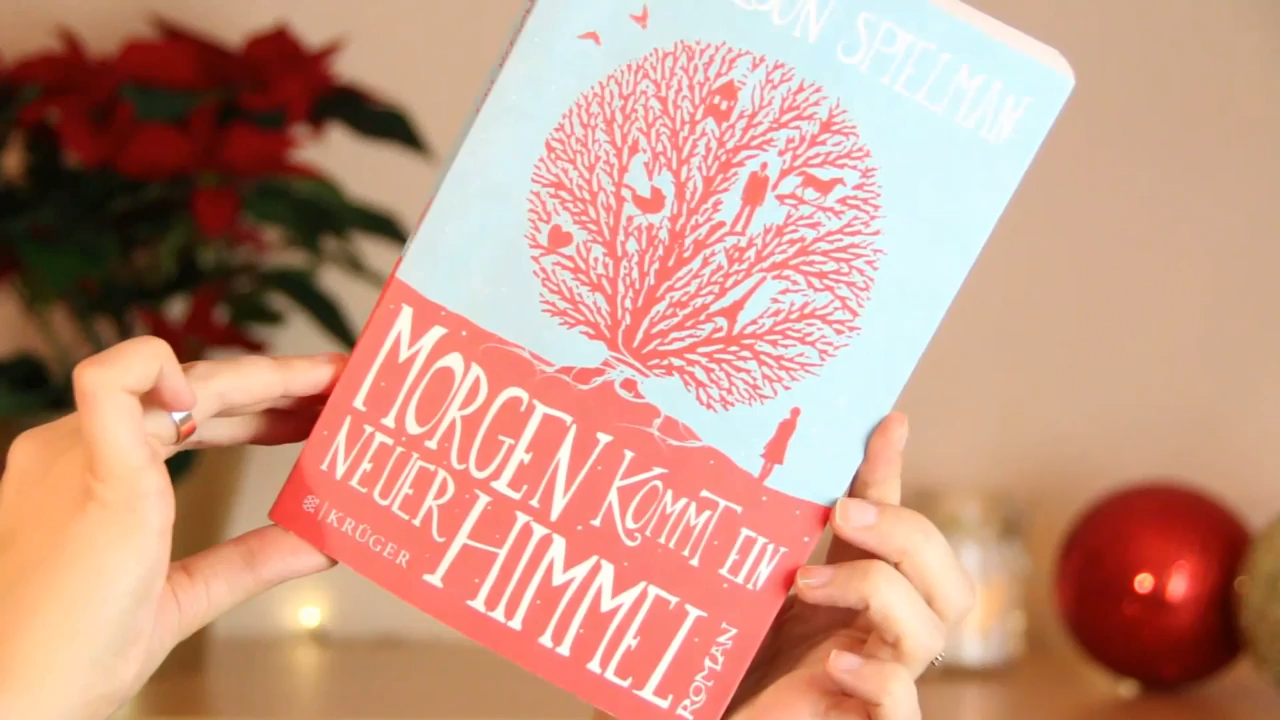 SPIELMAN
MORGEN KOMMT EIN
NEUER HIMMEL
ROMAN
KRÜGER